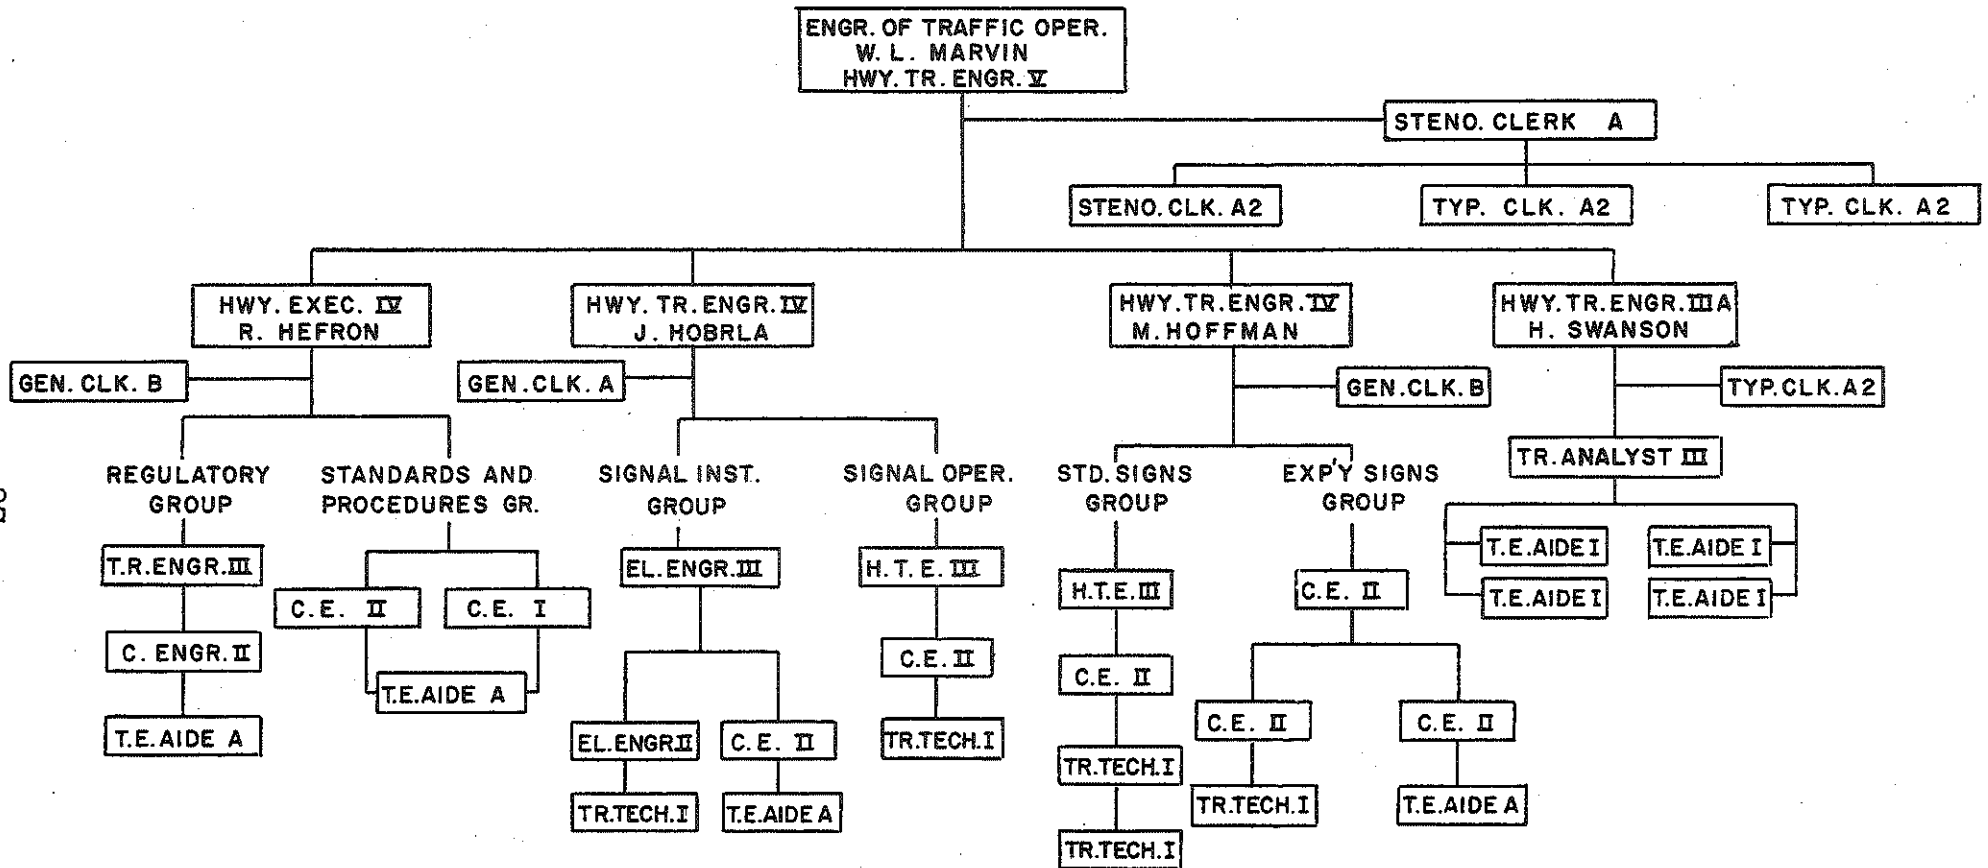 ENGR. OF TRAFFIC OPER.
W. L. MARVIN
HWY. TR. ENGR. V
STENO. CLERK A
STENO. CLK. A2
TYP. CLK. A2
TYP. CLK. A2
HWY. EXEC. IV
R. HEFRON
HWY. TR. ENGR. IV
J. HOBRLA
HWY. TR. ENGR. IV
M. HOFFMAN
HWY. TR. ENGR. III A
H. SWANSON
GEN. CLK. B
GEN. CLK. A
GEN. CLK. B
TYP. CLK. A2
REGULATORY
GROUP
STANDARDS AND
PROCEDURES GR.
SIGNAL INST.
GROUP
SIGNAL OPER.
GROUP
STD. SIGNS
GROUP
EXP'Y SIGNS
GROUP
TR. ANALYST III
T.E. AIDE I
T.E. AIDE I
T.E. AIDE I
T.E. AIDE I
T.R. ENGR. III
C. ENGR. II
T.E. AIDE A
C.E. II
C.E. I
T.E. AIDE A
EL. ENGR. III
EL. ENGR II
C.E. II
TR. TECH. I
T.E. AIDE A
H. T. E. III
C.E. II
TR. TECH. I
H.T.E. III
C.E. II
TR. TECH. I
TR. TECH. I
C.E. II
C.E. II
C.E. II
TR. TECH. I
T.E. AIDE A